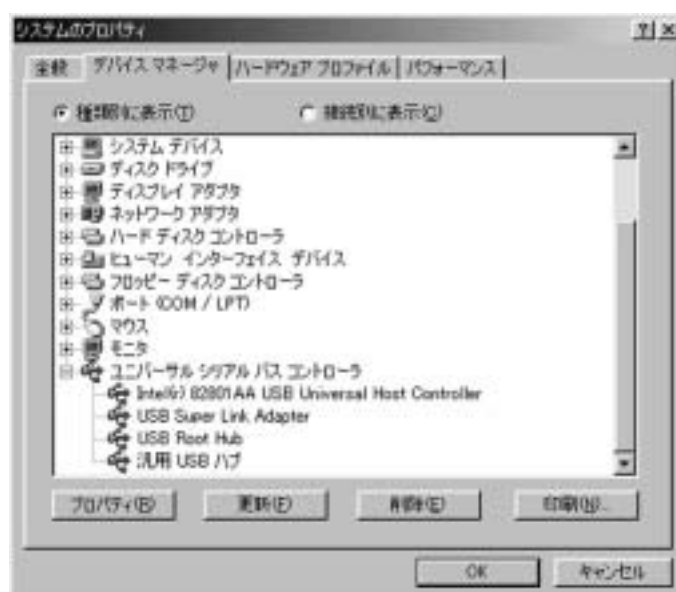 システムのプロパティ
全般 デバイス マネージャ ハードウェア プロファイル パフォーマンス
種類別に表示(T) 接続別に表示(C)
システム デバイス
ディスク ドライブ
ディスプレイ アダプタ
ネットワーク アダプタ
ハード ディスク コントローラ
ヒューマン インターフェイス デバイス
フロッピー ディスク コントローラ
ポート (COM / LPT)
マウス
モニタ
ユニバーサル シリアル バス コントローラ
Intel(r) 82801AA USB Universal Host Controller
USB Super Link Adapter
USB Root Hub
汎用 USB ハブ
プロパティ(R) 更新(F) 削除(E) 印刷(N)...
OK キャンセル